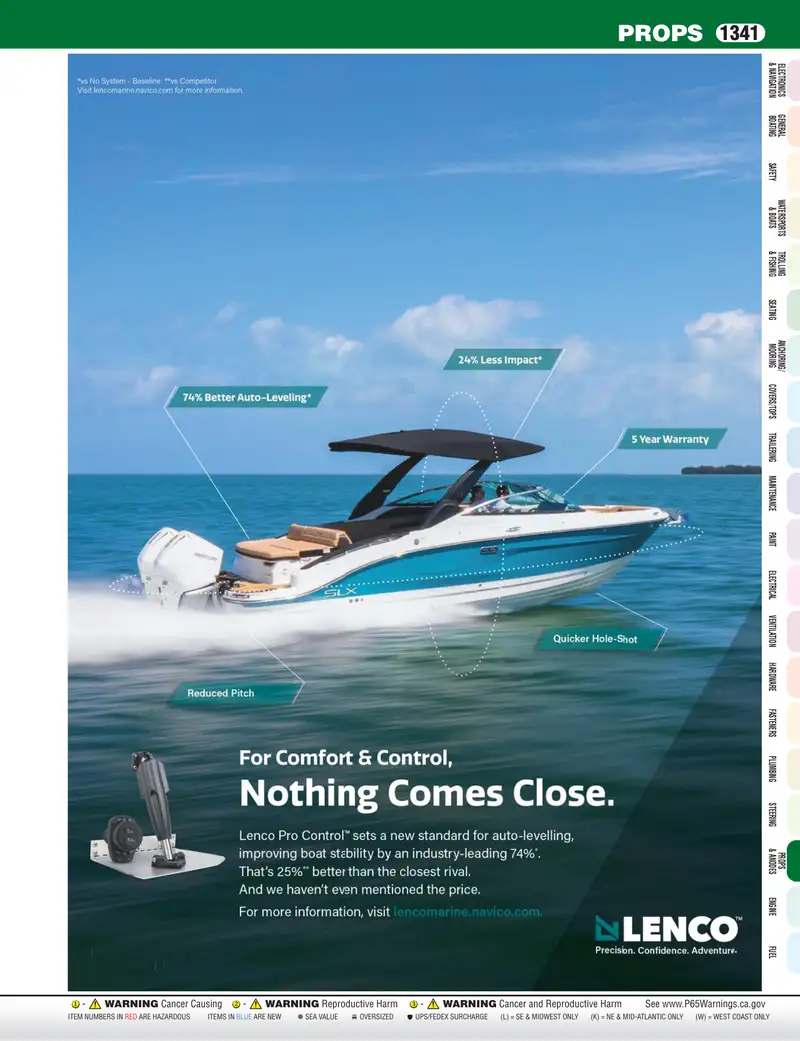 PROPS 1341
*vs No System - Baseline **vs Competitor
Visit lencomarine.navico.com for more information.
24% Less Impact*
74% Better Auto-Leveling*
5 Year Warranty
MERCURY
SLX
Quicker Hole-Shot
Reduced Pitch
For Comfort & Control,
Nothing Comes Close.
Lenco Pro Control™ sets a new standard for auto-levelling,
improving boat stability by an industry-leading 74%*.
That's 25%** better than the closest rival.
And we haven't even mentioned the price.
For more information, visit lencomarine.navico.com.
LENCO™
Precision. Confidence. Adventure.
ELECTRONICS
& NAVIGATION
GENERAL
BOATING
SAFETY
WATERSPORTS
& BOATS
TROLLING
& FISHING
SEATING
ANCHORING/
MOORING
COVERS/TOPS
TRAILERING
MAINTENANCE
PAINT
ELECTRICAL
VENTILATION
HARDWARE
FASTENERS
PLUMBING
STEERING
PROPS
& ANODES
ENGINE
FUEL
1 - WARNING Cancer Causing 2 - WARNING Reproductive Harm 3 - WARNING Cancer and Reproductive Harm See www.P65Warnings.ca.gov
ITEM NUMBERS IN RED ARE HAZARDOUS ITEMS IN BLUE ARE NEW SEA VALUE OVERSIZED UPS/FEDEX SURCHARGE (L) = SE & MIDWEST ONLY (K) = NE & MID-ATLANTIC ONLY (W) = WEST COAST ONLY